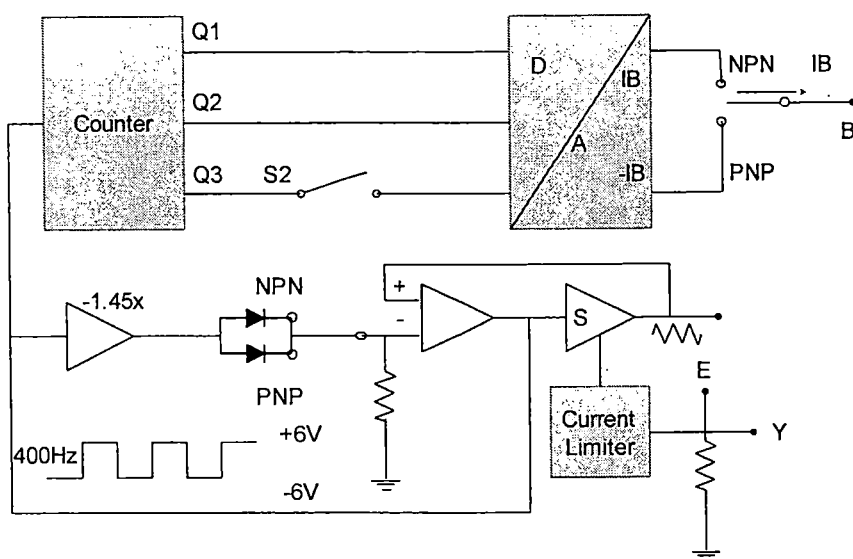 Q1
Q2
Q3
Counter
S2
D
A
IB
-IB
NPN
PNP
IB
B
-1.45x
NPN
PNP
+
-
S
Current
Limiter
E
Y
400Hz
+6V
-6V